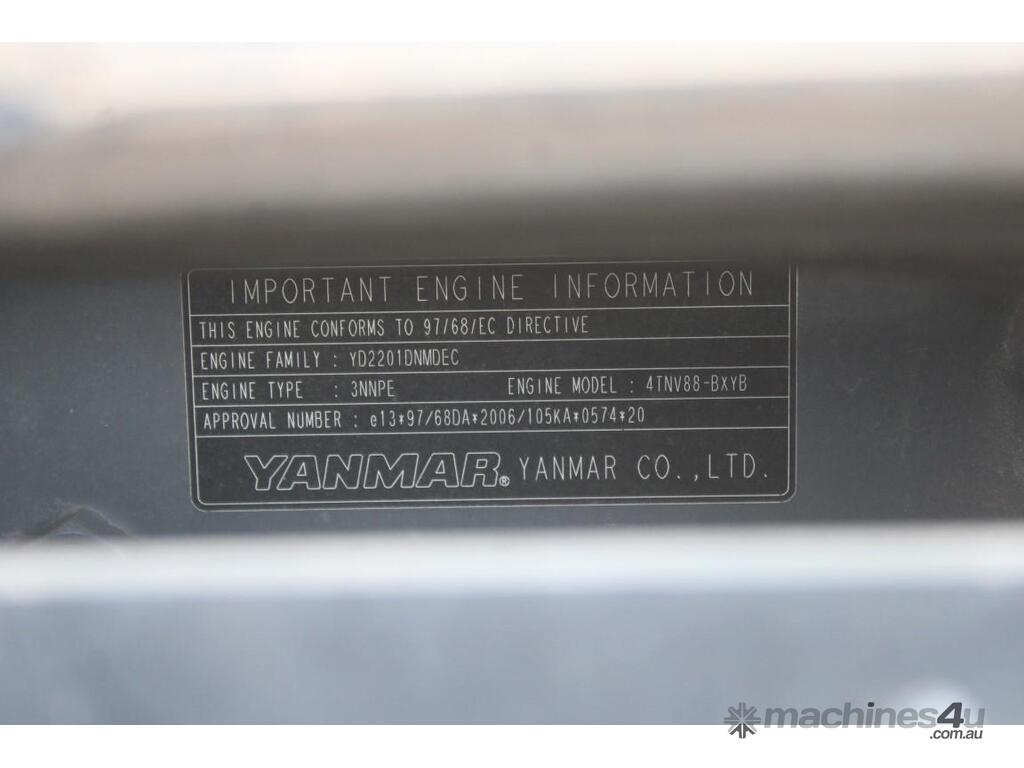 IMPORTANT ENGINE INFORMATION
THIS ENGINE CONFORMS TO 97/68/EC DIRECTIVE
ENGINE FAMILY : YD2201DNMDEC
ENGINE TYPE : 3NNPE ENGINE MODEL : 4TNV88-BXYB
APPROVAL NUMBER : e13*97/68DA*2006/105KA*0574*20
YANMAR® YANMAR CO.,LTD.
machines4u
.com.au